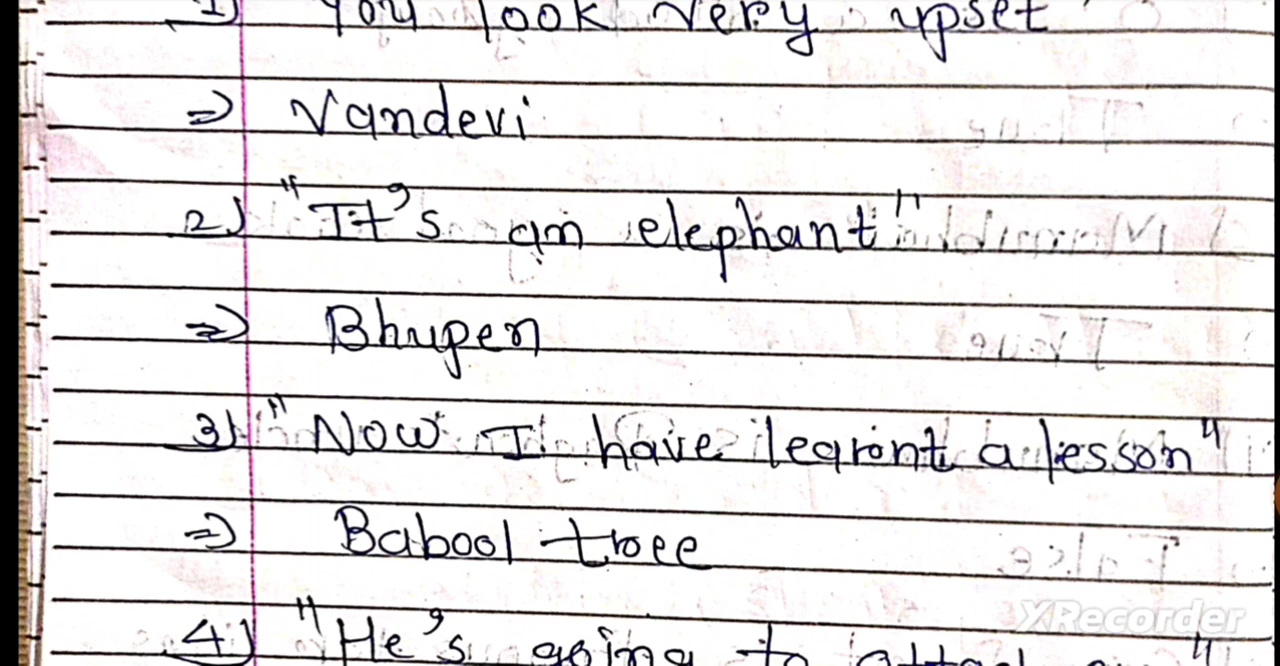 1) You look very upset
⇒ Vandevi
2) "It's an elephant"
⇒ Bhupen
3) "Now I have learnt a lesson"
⇒ Babool tree
4) "He's going to
XRecorder